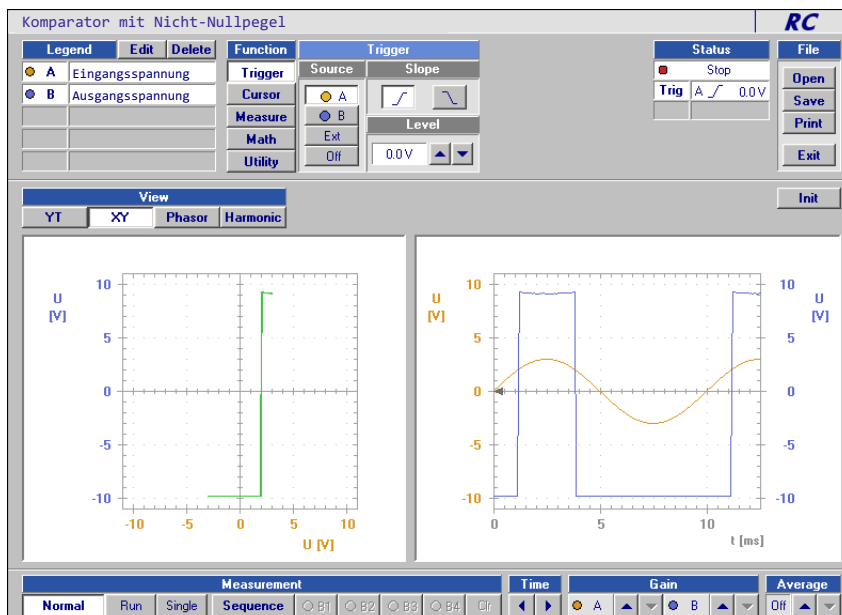 Komparator mit Nicht-Nullpegel RC
Legend Edit Delete Function Trigger Status File
A Eingangsspannung Trigger Source Slope Stop Open
B Ausgangsspannung Cursor A Trig A 0.0V Save
Measure B Level Print
Math Ext
Utility Off 0.0V Exit
View Init
YT XY Phasor Harmonic
U [V]
10
5
0
-5
-10
-10 -5 0 5 10
U [V]
U [V]
10
5
0
-5
-10
0 5 10
t [ms]
10
5
0
-5
-10
U [V]
Measurement Time Gain Average
Normal Run Single Sequence B1 B2 B3 B4 Clr A B Off